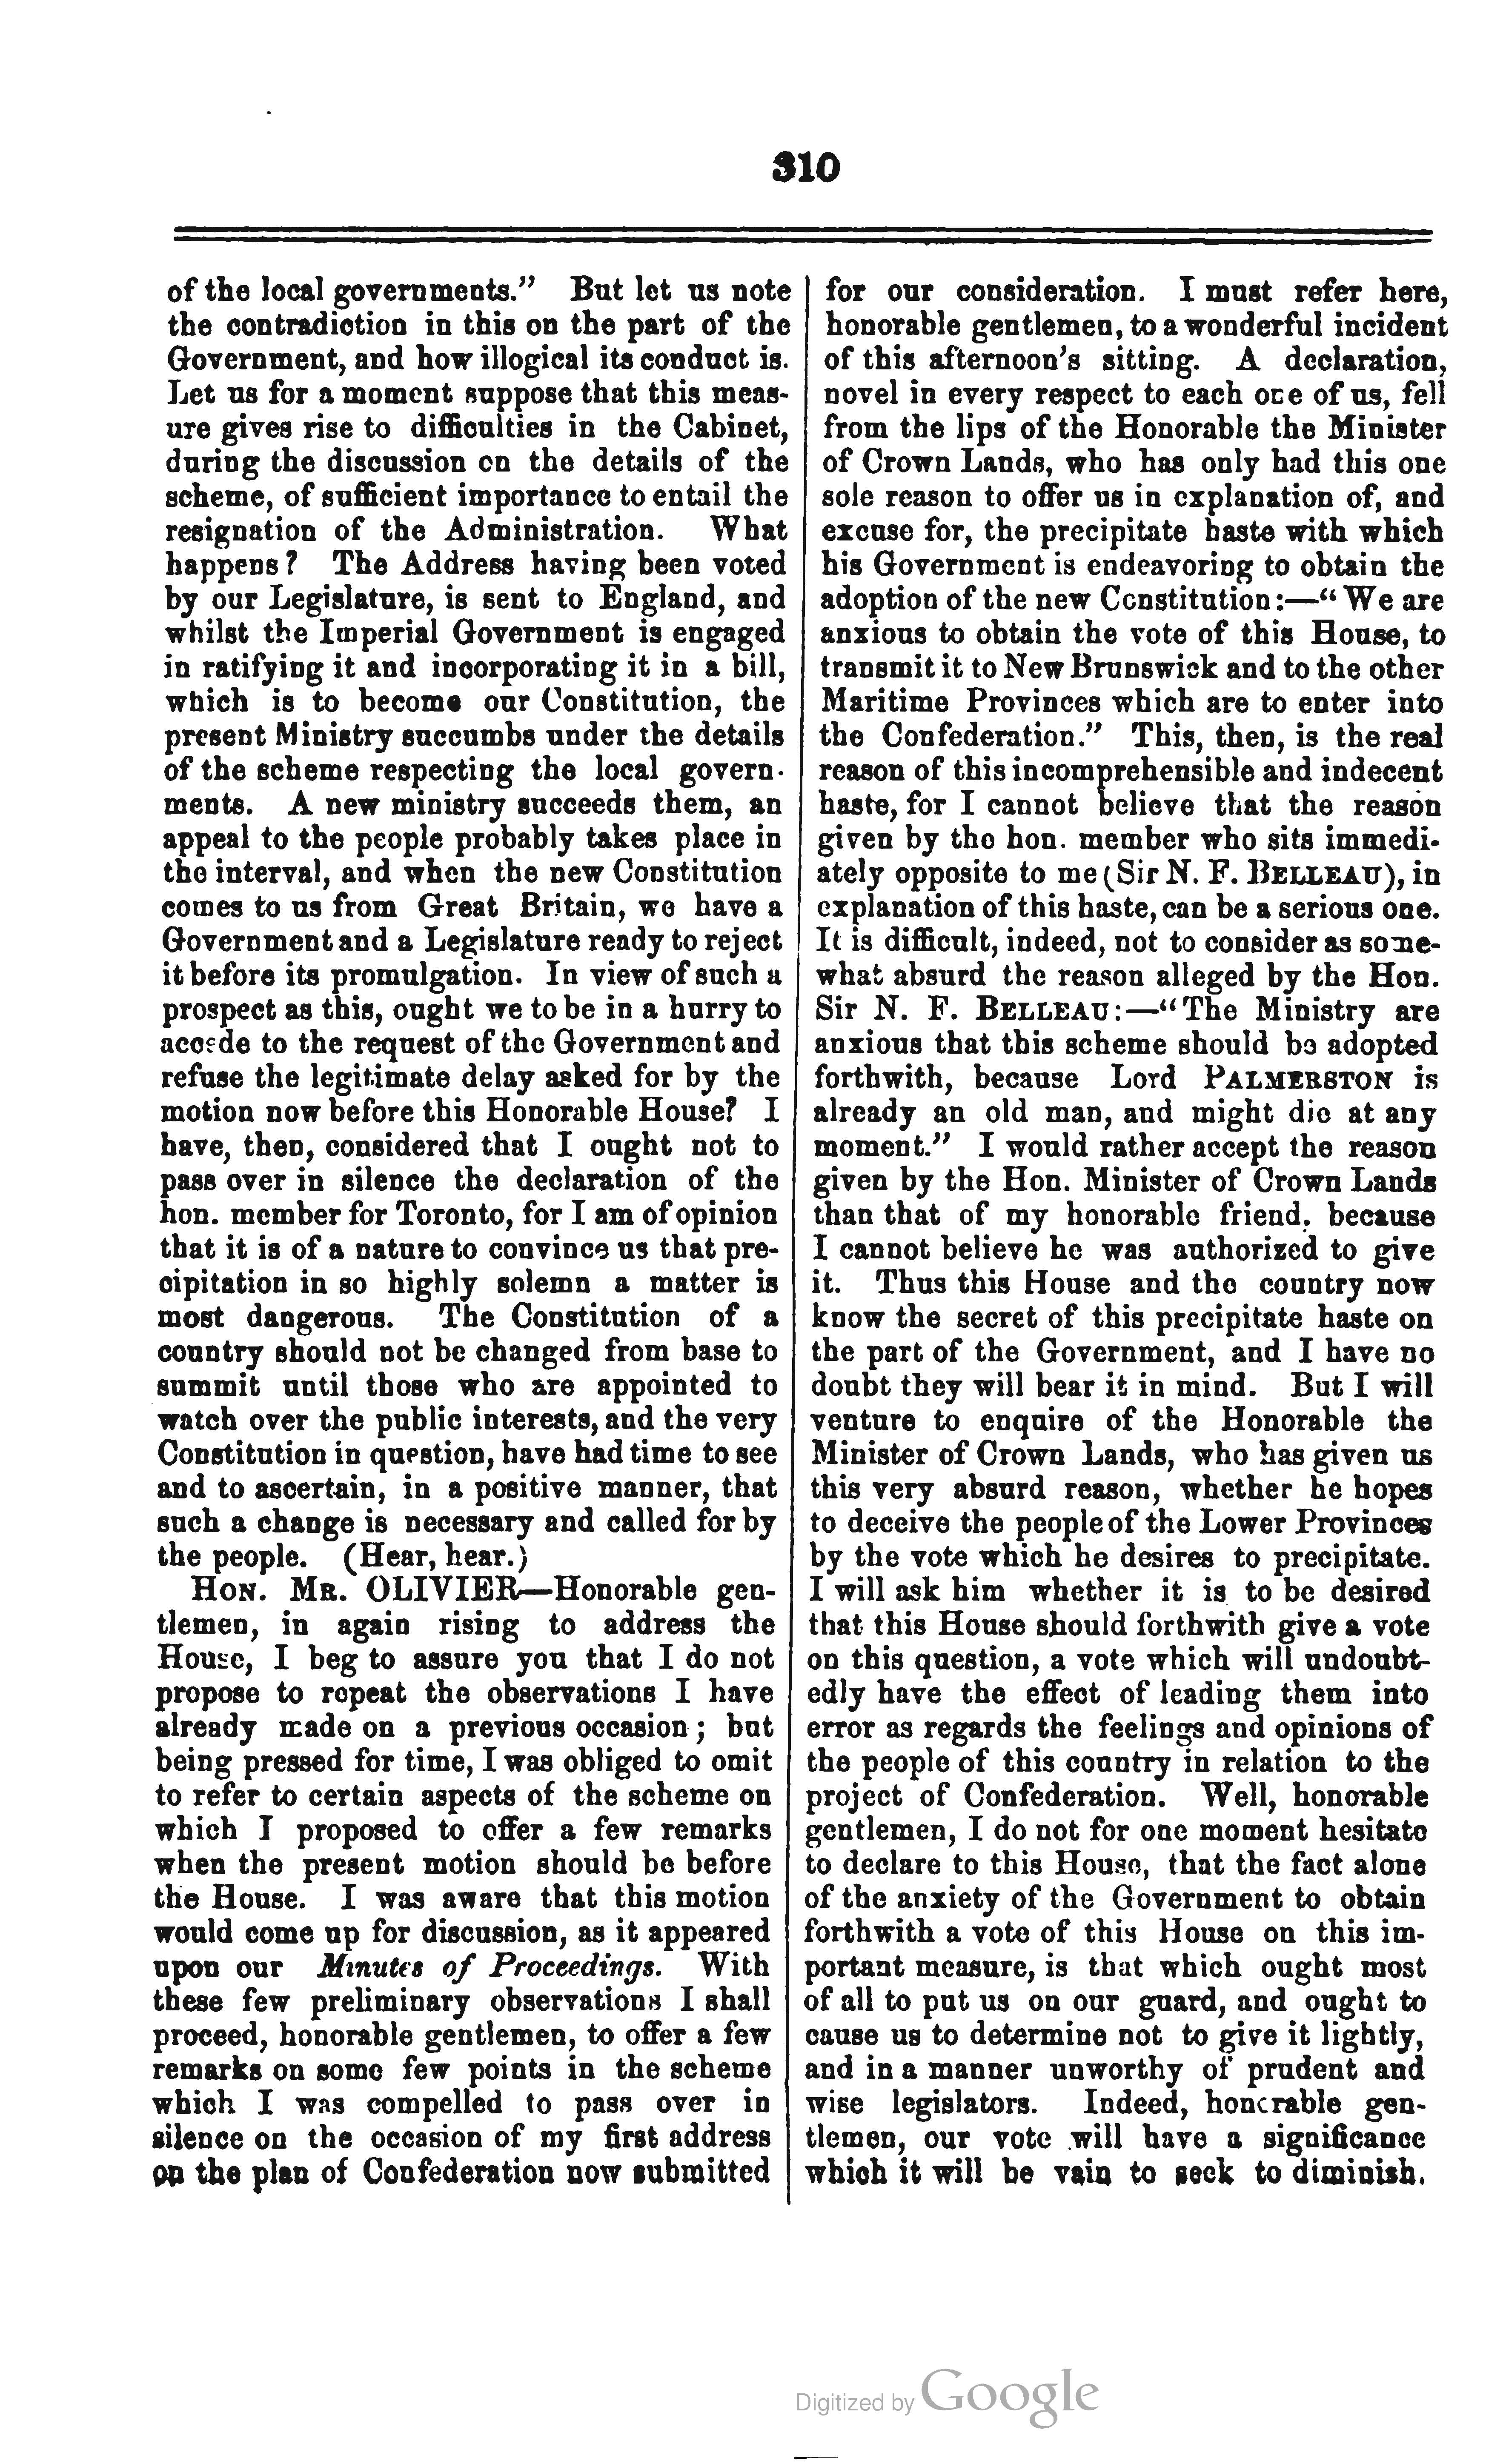 310
of the local governments." But let us note
the contradiction in this on the part of the
Government, and how illogical its conduct is.
Let us for a moment suppose that this meas-
ure gives rise to difficulties in the Cabinet,
during the discussion on the details of the
scheme, of sufficient importance to entail the
resignation of the Administration. What
happens? The Address having been voted
by our Legislature, is sent to England, and
whilst the Imperial Government is engaged
in ratifying it and incorporating it in a bill,
which is to become our Constitution, the
present Ministry succumbs under the details
of the scheme respecting the local govern-
ments. A new ministry succeeds them, an
appeal to the people probably takes place in
the interval, and when the new Constitution
comes to us from Great Britain, we have a
Government and a Legislature ready to reject
it before its promulgation. In view of such a
prospect as this, ought we to be in a hurry to
accede to the request of the Government and
refuse the legitimate delay asked for by the
motion now before this Honorable House? I
have, then, considered that I ought not to
pass over in silence the declaration of the
hon. member for Toronto, for I am of opinion
that it is of a nature to convince us that pre-
cipitation in so highly solemn a matter is
most dangerous. The Constitution of a
country should not be changed from base to
summit until those who are appointed to
watch over the public interests, and the very
Constitution in question, have had time to see
and to ascertain, in a positive manner, that
such a change is necessary and called for by
the people. (Hear, hear.)
HON. MR. OLIVIER—Honorable gen-
tlemen, in again rising to address the
House, I beg to assure you that I do not
propose to repeat the observations I have
already made on a previous occasion; but
being pressed for time, I was obliged to omit
to refer to certain aspects of the scheme on
which I proposed to offer a few remarks
when the present motion should be before
the House. I was aware that this motion
would come up for discussion, as it appeared
upon our Minutes of Proceedings. With
these few preliminary observations I shall
proceed, honorable gentlemen, to offer a few
remarks on some few points in the scheme
which I was compelled to pass over in
silence on the occasion of my first address
on the plan of Confederation now submitted
for our consideration. I must refer here,
honorable gentlemen, to a wonderful incident
of this afternoon's sitting. A declaration,
novel in every respect to each one of us, fell
from the lips of the Honorable the Minister
of Crown Lands, who has only had this one
sole reason to offer us in explanation of, and
excuse for, the precipitate haste with which
his Government is endeavoring to obtain the
adoption of the new Constitution:—"We are
anxious to obtain the vote of this House, to
transmit it to New Brunswick and to the other
Maritime Provinces which are to enter into
the Confederation." This, then, is the real
reason of this incomprehensible and indecent
haste, for I cannot believe that the reason
given by the hon. member who sits immedi-
ately opposite to me (Sir N. F. BELLEAU), in
explanation of this haste, can be a serious one.
It is difficult, indeed, not to consider as some-
what absurd the reason alleged by the Hon.
Sir N. F. BELLEAU:—"The Ministry are
anxious that this scheme should be adopted
forthwith, because Lord PALMERSTON is
already an old man, and might die at any
moment." I would rather accept the reason
given by the Hon. Minister of Crown Lands
than that of my honorable friend; because
I cannot believe he was authorized to give
it. Thus this House and the country now
know the secret of this precipitate haste on
the part of the Government, and I have no
doubt they will bear it in mind. But I will
venture to enquire of the Honorable the
Minister of Crown Lands, who has given us
this very absurd reason, whether he hopes
to deceive the people of the Lower Provinces
by the vote which he desires to precipitate.
I will ask him whether it is to be desired
that this House should forthwith give a vote
on this question, a vote which will undoubt-
edly have the effect of leading them into
error as regards the feelings and opinions of
the people of this country in relation to the
project of Confederation. Well, honorable
gentlemen, I do not for one moment hesitate
to declare to this House, that the fact alone
of the anxiety of the Government to obtain
forthwith a vote of this House on this im-
portant measure, is that which ought most
of all to put us on our guard, and ought to
cause us to determine not to give it lightly,
and in a manner unworthy of prudent and
wise legislators. Indeed, honorable gen-
tlemen, our vote will have a significance
which it will be vain to seek to diminish.
Digitized by Google